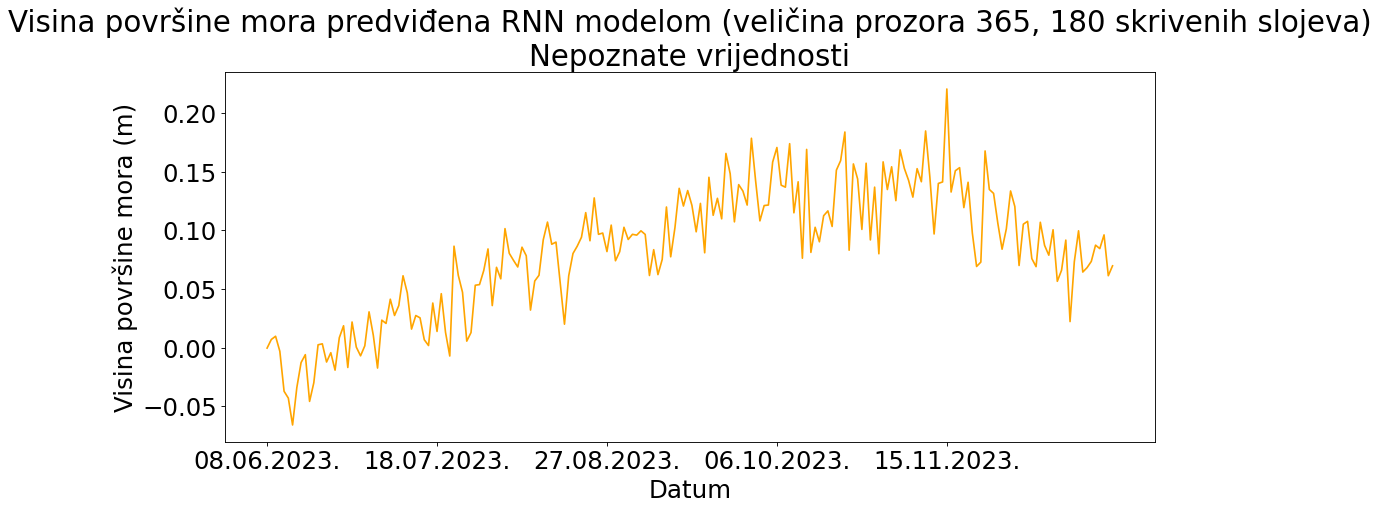 Visina površine mora predviđena RNN modelom (veličina prozora 365, 180 skrivenih slojeva)
Nepoznate vrijednosti
Visina površine mora (m)
0.20
0.15
0.10
0.05
0.00
−0.05
08.06.2023. 18.07.2023. 27.08.2023. 06.10.2023. 15.11.2023.
Datum